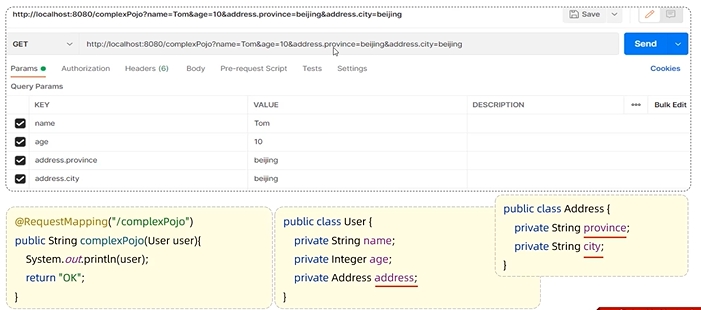 http://localhost:8080/complexPojo?name=Tom&age=10&address.province=beijing&address.city=beijing
Save
GET http://localhost:8080/complexPojo?name=Tom&age=10&address.province=beijing&address.city=beijing Send
Params Authorization Headers (6) Body Pre-request Script Tests Settings Cookies
Query Params
KEY VALUE DESCRIPTION ••• Bulk Edit
name Tom
age 10
address.province beijing
address.city beijing
@RequestMapping("/complexPojo")
public String complexPojo(User user){
System.out.println(user);
return "OK";
}
public class User {
private String name;
private Integer age;
private Address address;
}
public class Address {
private String province;
private String city;
}